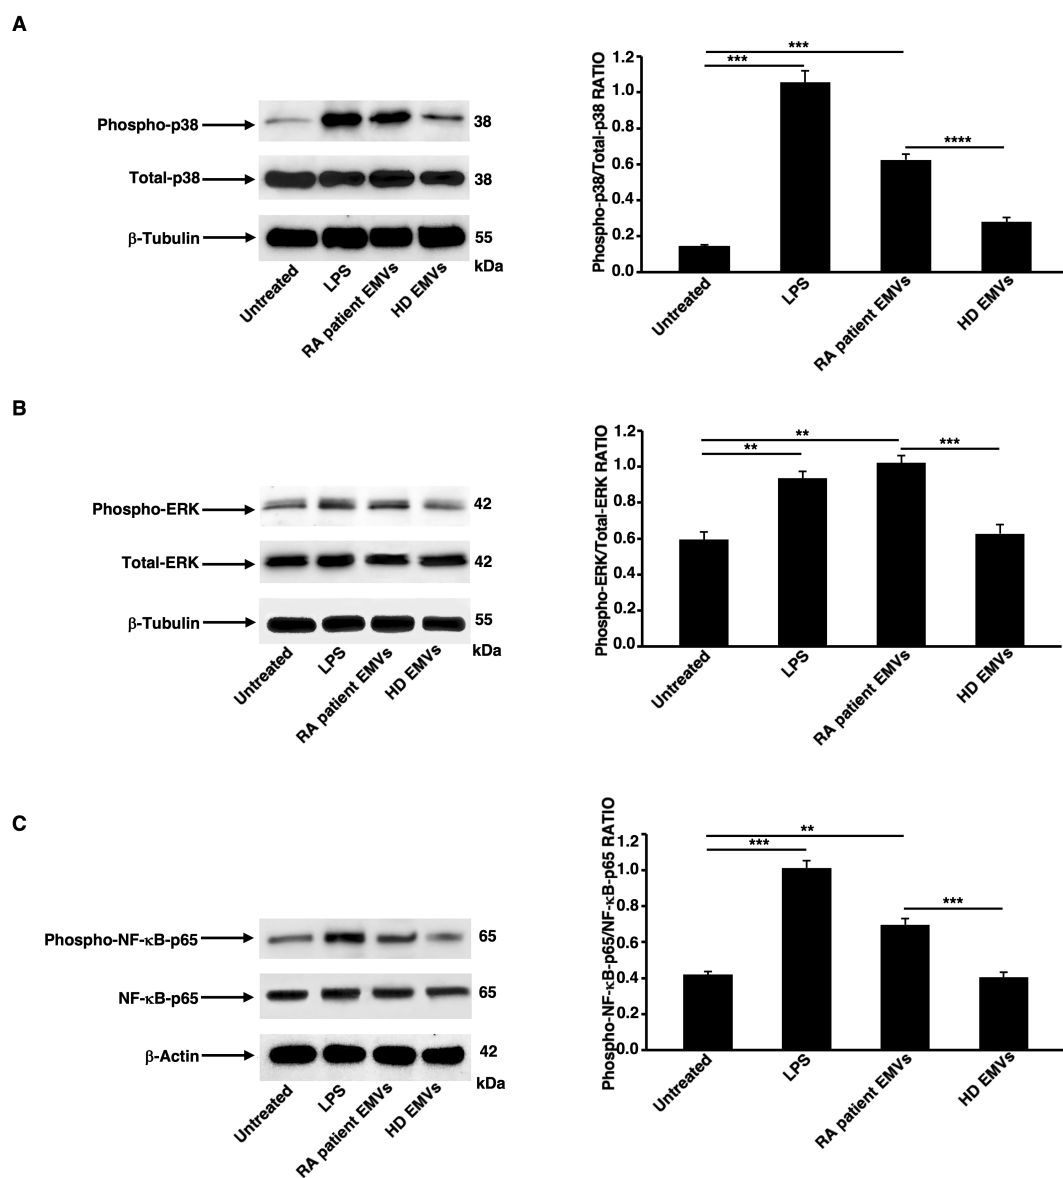 A
Phospho-p38
38
Total-p38
38
β-Tubulin
55
kDa
Untreated
LPS
RA patient EMVs
HD EMVs
Phospho-p38/Total-p38 RATIO
1.2
1.0
0.8
0.6
0.4
0.2
0.0
***
***
****
Untreated
LPS
RA patient EMVs
HD EMVs
B
Phospho-ERK
42
Total-ERK
42
β-Tubulin
55
kDa
Untreated
LPS
RA patient EMVs
HD EMVs
Phospho-ERK/Total-ERK RATIO
1.2
1.0
0.8
0.6
0.4
0.2
0.0
**
**
***
Untreated
LPS
RA patient EMVs
HD EMVs
C
Phospho-NF-κB-p65
65
NF-κB-p65
65
β-Actin
42
kDa
Untreated
LPS
RA patient EMVs
HD EMVs
Phospho-NF-κB-p65/NF-κB-p65 RATIO
1.2
1.0
0.8
0.6
0.4
0.2
0.0
**
***
***
Untreated
LPS
RA patient EMVs
HD EMVs